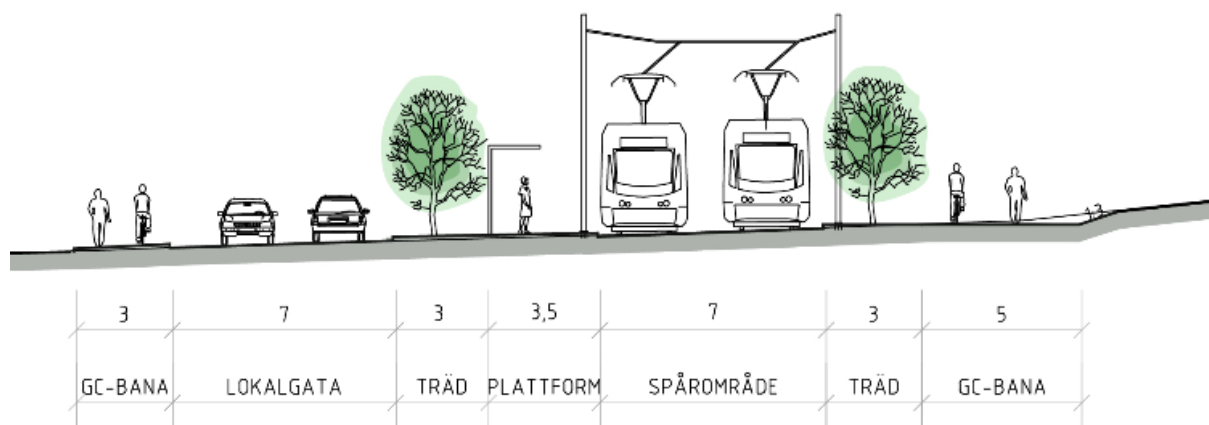 3 7 3 3,5 7 3 5
GC-BANA LOKALGATA TRÄD PLATTFORM SPÅROMRÅDE TRÄD GC-BANA